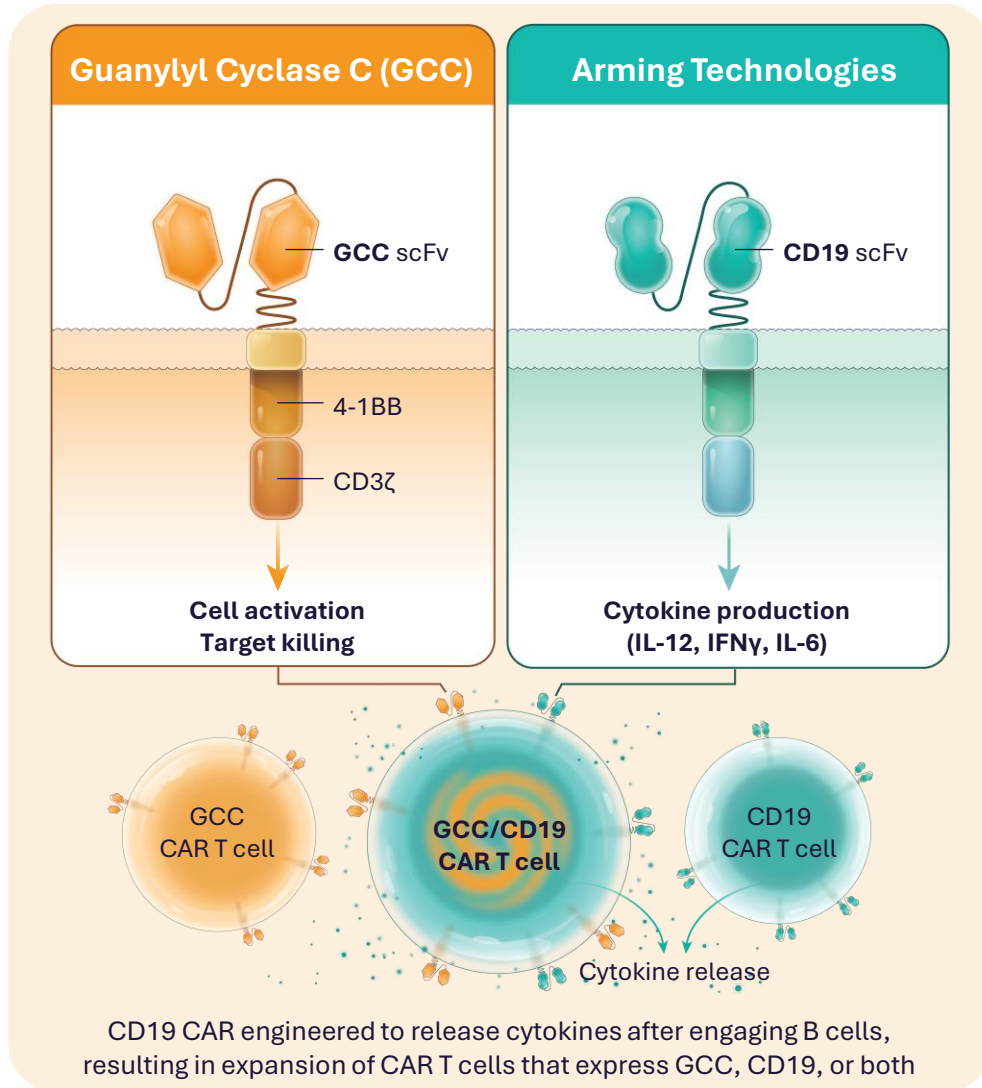 Guanylyl Cyclase C (GCC)
GCC scFv
4-1BB
CD3ζ
Cell activation
Target killing
Arming Technologies
CD19 scFv
Cytokine production
(IL-12, IFNγ, IL-6)
GCC
CAR T cell
GCC/CD19
CAR T cell
CD19
CAR T cell
Cytokine release
CD19 CAR engineered to release cytokines after engaging B cells,
resulting in expansion of CAR T cells that express GCC, CD19, or both